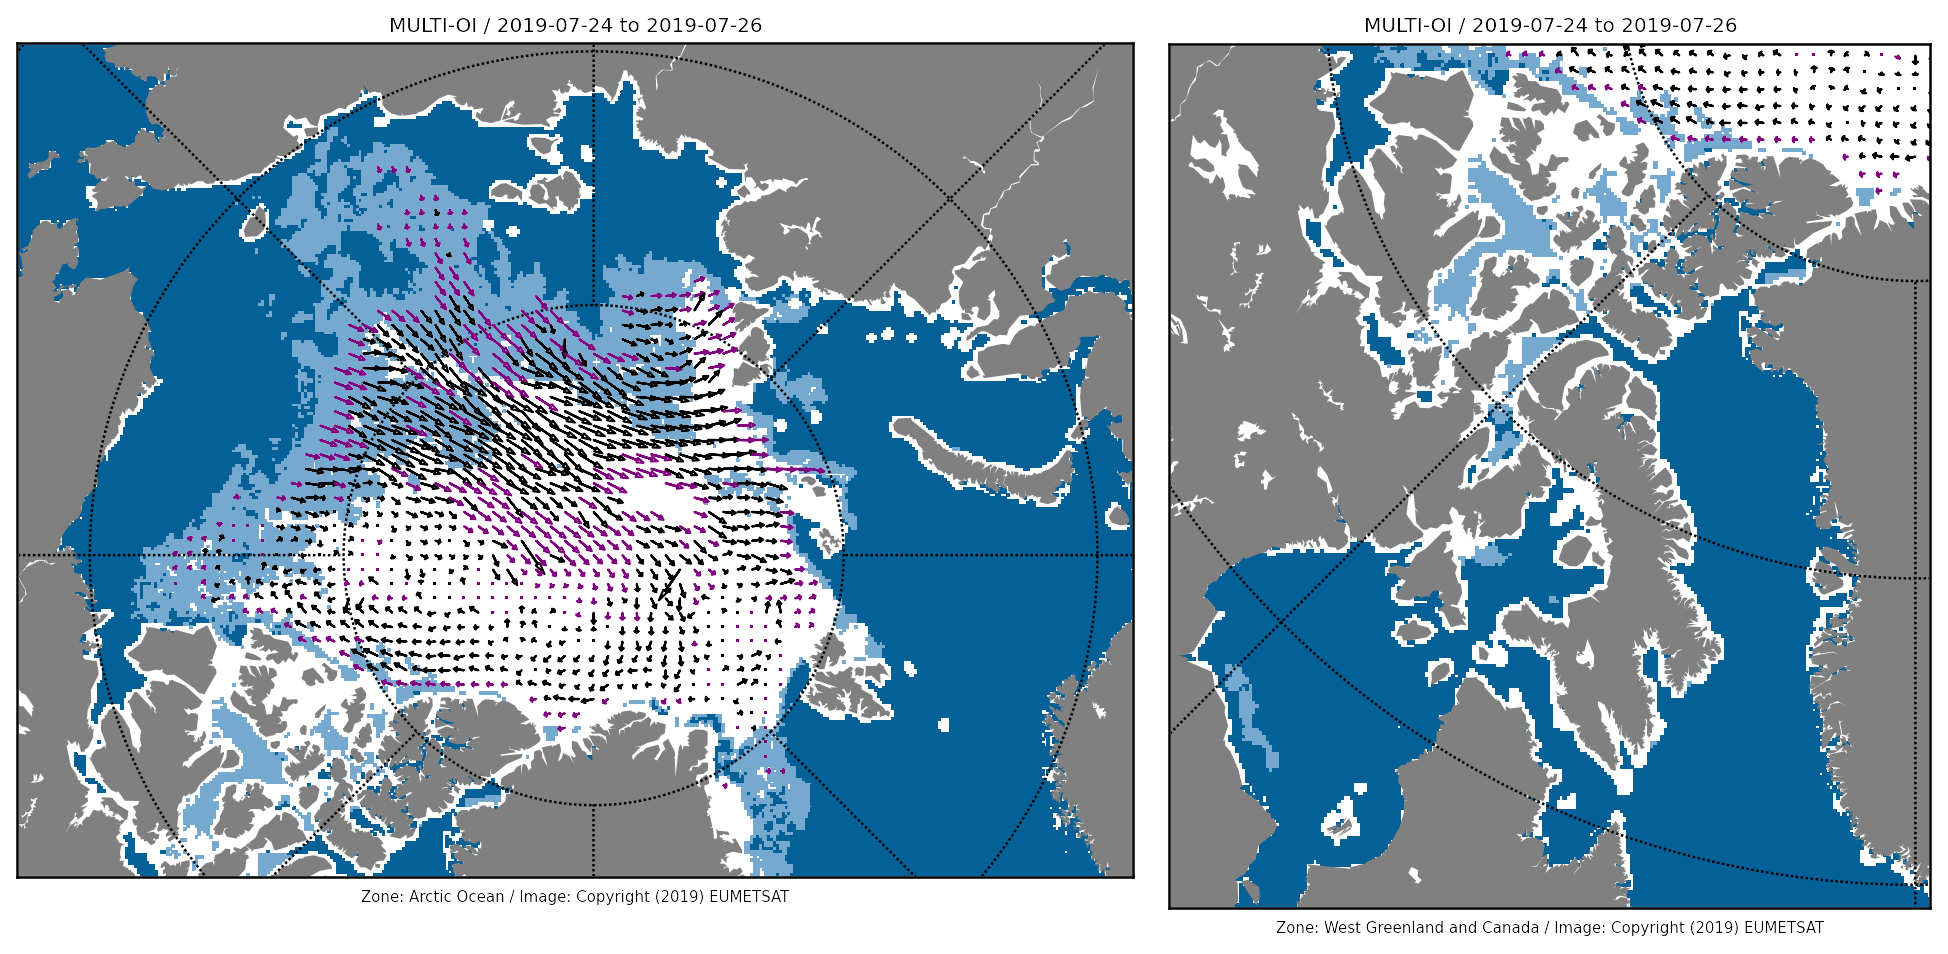 MULTI-OI / 2019-07-24 to 2019-07-26
Zone: Arctic Ocean / Image: Copyright (2019) EUMETSAT
MULTI-OI / 2019-07-24 to 2019-07-26
Zone: West Greenland and Canada / Image: Copyright (2019) EUMETSAT